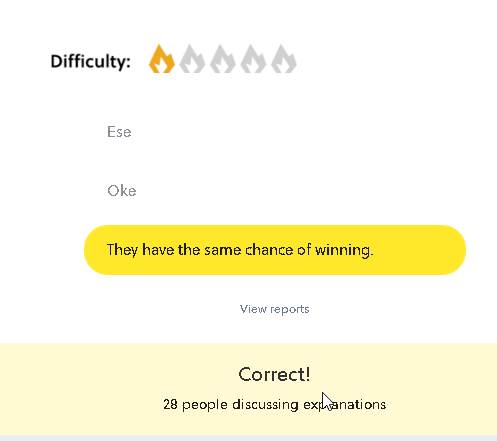 Difficulty:
Ese
Oke
They have the same chance of winning.
View reports
Correct!
28 people discussing explanations